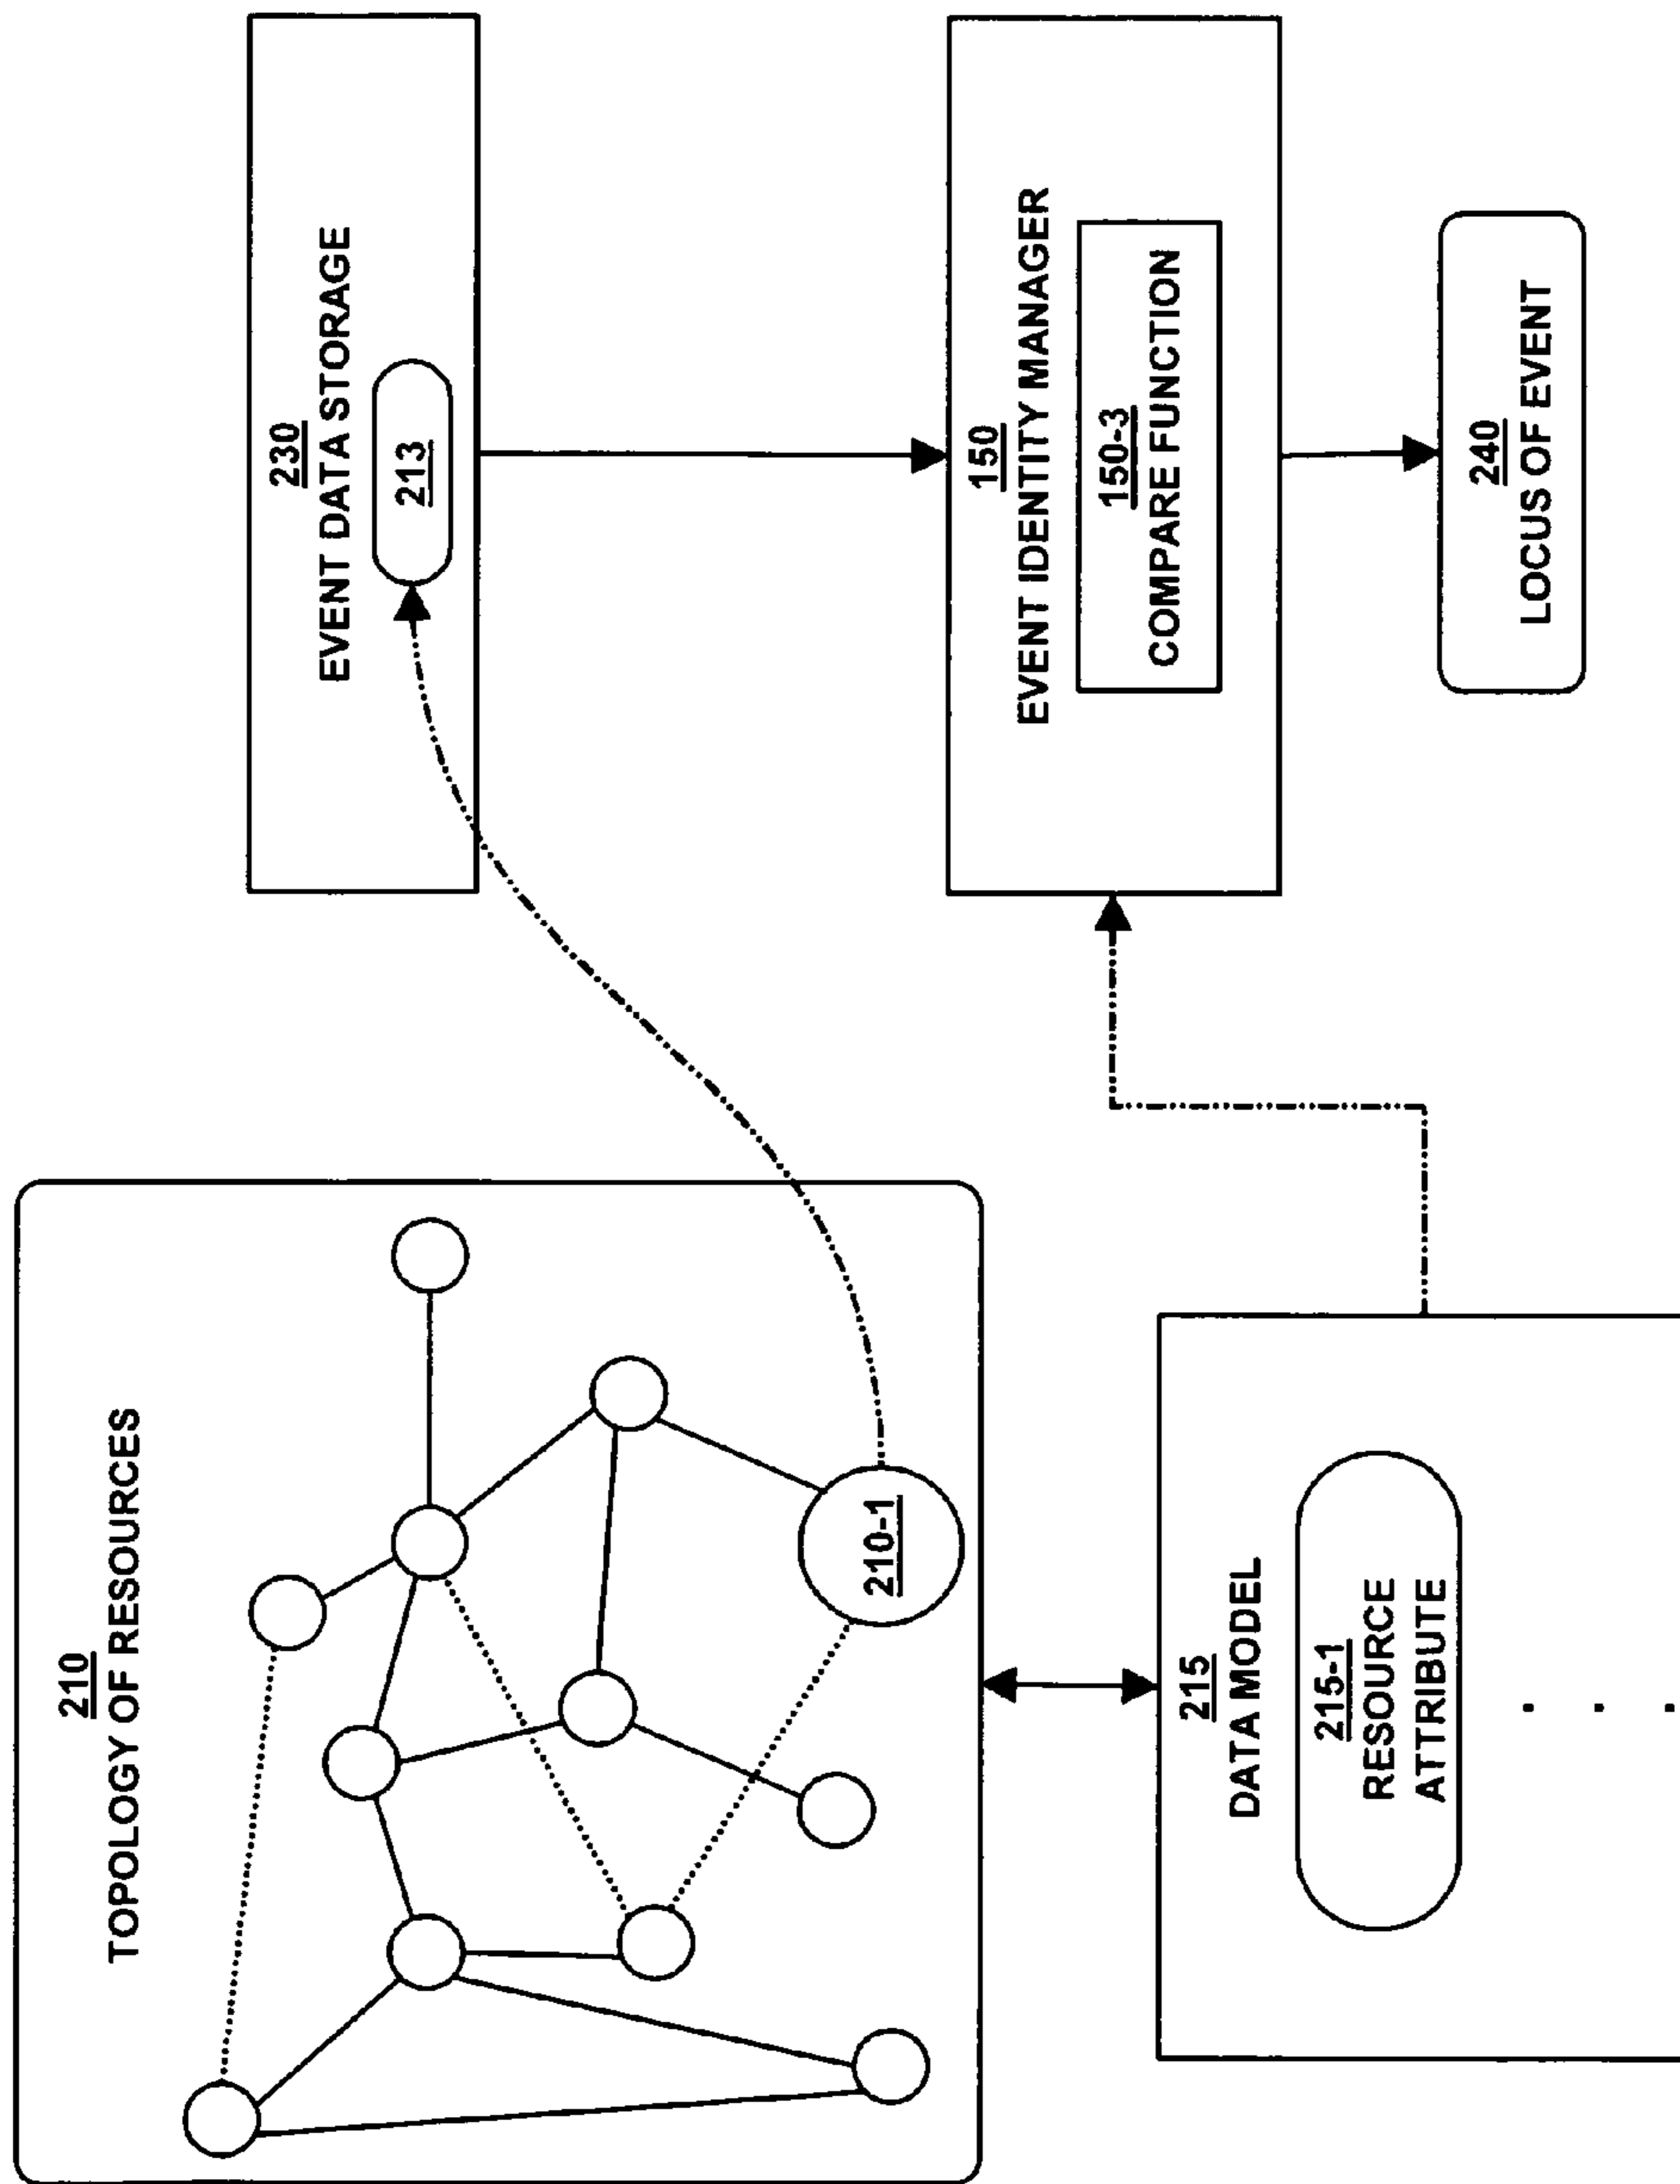 210
TOPOLOGY OF RESOURCES
210-1
215
DATA MODEL
215-1
RESOURCE
ATTRIBUTE
230
EVENT DATA STORAGE
213
150
EVENT IDENTITY MANAGER
150-3
COMPARE FUNCTION
240
LOCUS OF EVENT